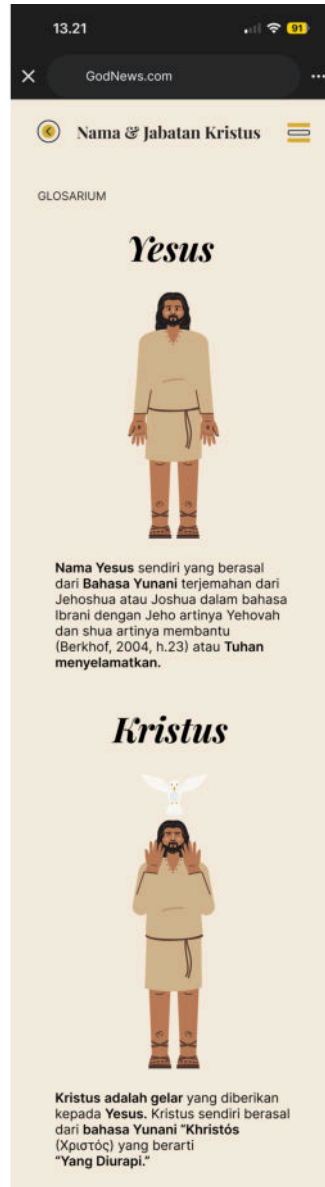 13.21
91
GodNews.com
Nama & Jabatan Kristus
GLOSARIUM
Yesus
Nama Yesus sendiri yang berasal
dari Bahasa Yunani terjemahan dari
Jehoshua atau Joshua dalam bahasa
Ibrani dengan Jeho artinya Yehovah
dan shua artinya membantu
(Berkhof, 2004, h.23) atau Tuhan
menyelamatkan.
Kristus
Kristus adalah gelar yang diberikan
kepada Yesus. Kristus sendiri berasal
dari bahasa Yunani “Khristós
(Χριστός) yang berarti
“Yang Diurapi.”